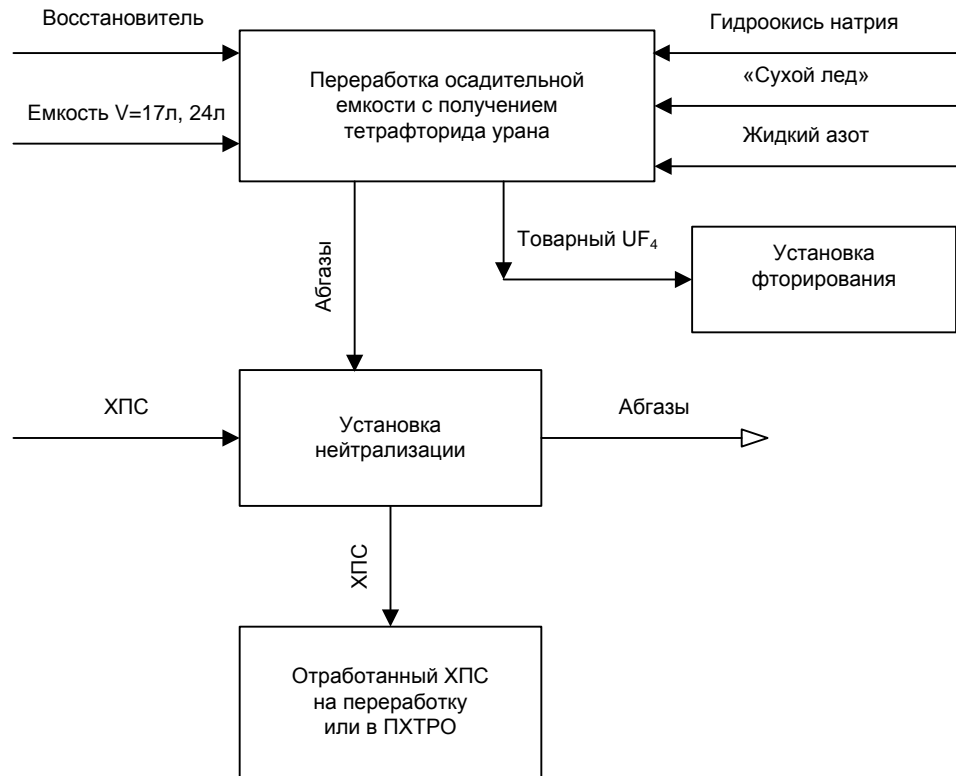 Восстановитель
Емкость V=17л, 24л
Переработка осадительной
емкости с получением
тетрафторида урана
Гидроокись натрия
«Сухой лед»
Жидкий азот
Абгазы
Товарный UF₄
Установка
фторирования
ХПС
Установка
нейтрализации
Абгазы
ХПС
Отработанный ХПС
на переработку
или в ПХТРО